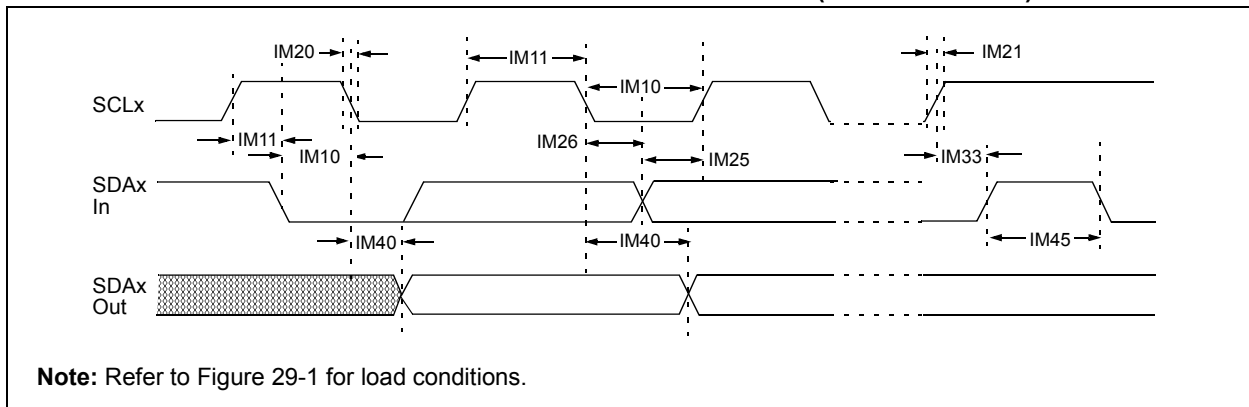 IM20
IM11
IM21
IM10
SCLx
IM11
IM26
IM10
IM25
IM33
SDAx
In
IM40
IM40
IM45
SDAx
Out
Note: Refer to Figure 29-1 for load conditions.